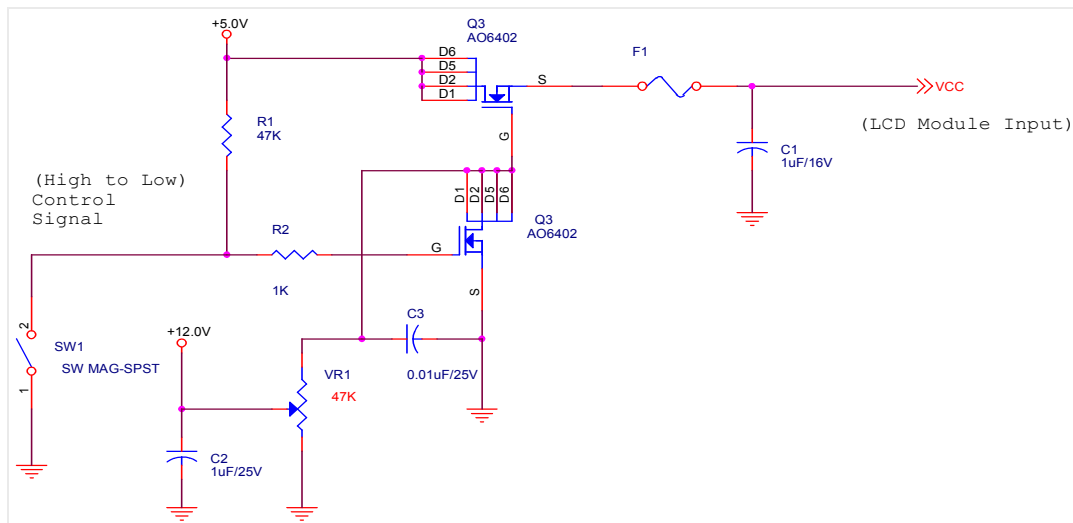 +5.0V
Q3
AO6402
D6
D5
D2
D1
S
G
F1
VCC
(LCD Module Input)
R1
47K
C1
1uF/16V
(High to Low)
Control
Signal
D1
D2
D5
D6
Q3
AO6402
R2
1K
G
S
C3
0.01uF/25V
2
SW1
SW MAG-SPST
1
+12.0V
VR1
47K
C2
1uF/25V